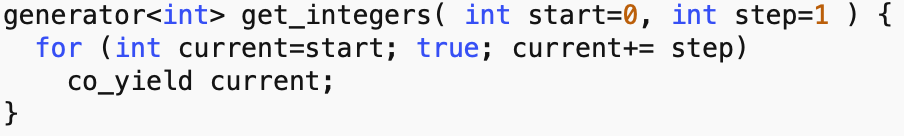 generator<int> get_integers( int start=0, int step=1 ) {
  for (int current=start; true; current+= step)
    co_yield current;
}